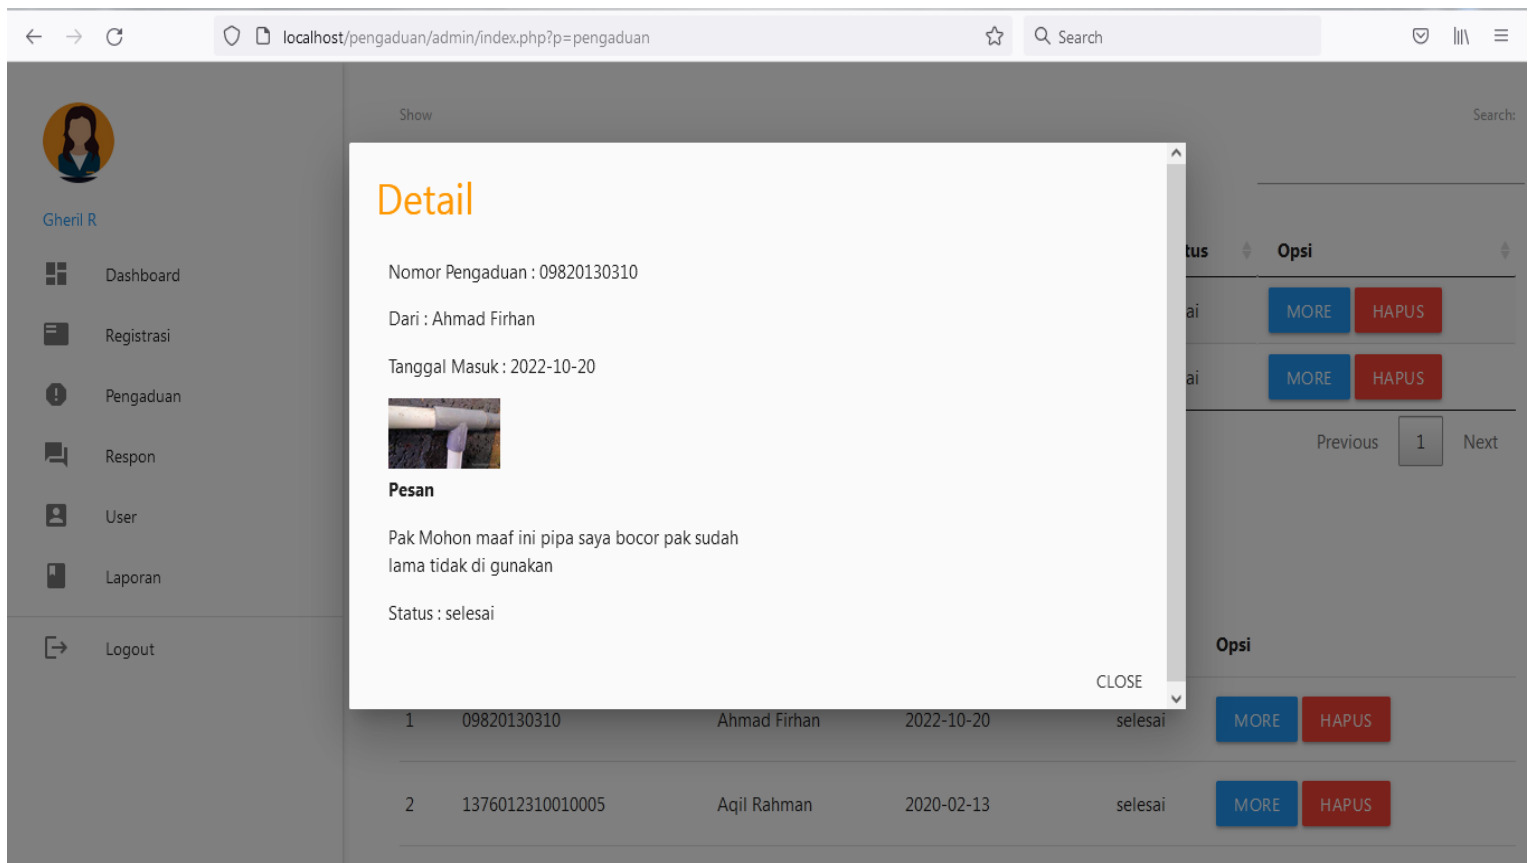 localhost/pengaduan/admin/index.php?p=pengaduan
Search
Gheril R
Dashboard
Registrasi
Pengaduan
Respon
User
Laporan
Logout
Show
Search:
Detail
Nomor Pengaduan : 09820130310
Dari : Ahmad Firhan
Tanggal Masuk : 2022-10-20
Pesan
Pak Mohon maaf ini pipa saya bocor pak sudah
lama tidak di gunakan
Status : selesai
CLOSE
tus Opsi
ai MORE HAPUS
ai MORE HAPUS
Previous 1 Next
Opsi
1 09820130310 Ahmad Firhan 2022-10-20 selesai MORE HAPUS
2 1376012310010005 Aqil Rahman 2020-02-13 selesai MORE HAPUS